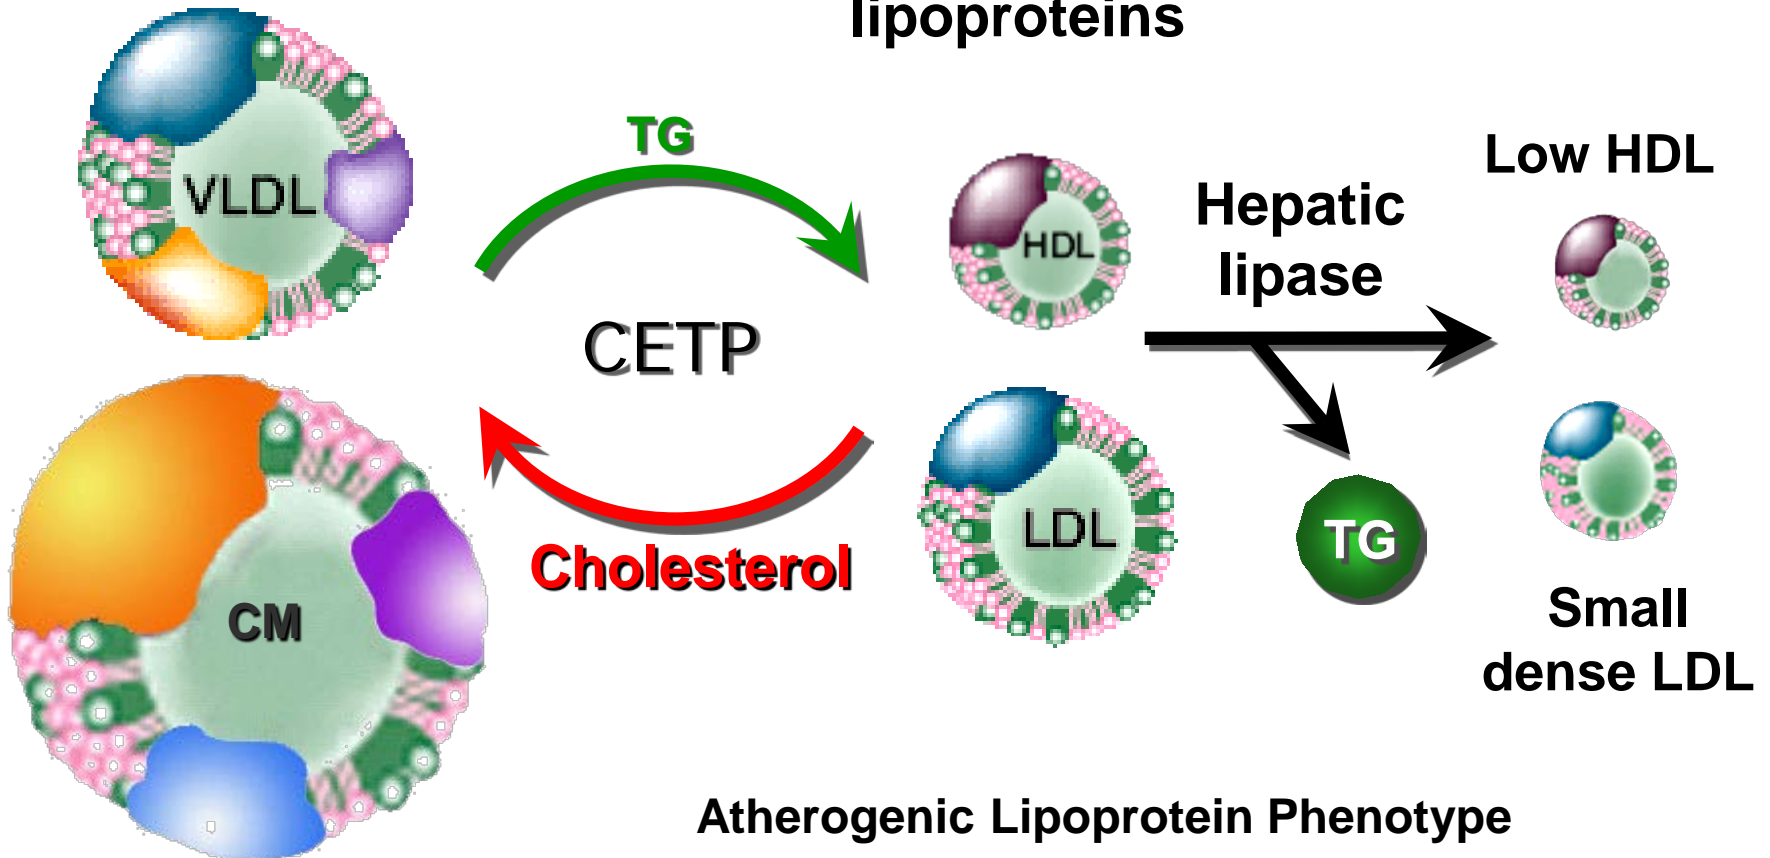 lipoproteins
TG
VLDL
HDL
Hepatic
lipase
Low HDL
CETP
Cholesterol
LDL
TG
CM
Small
dense LDL
Atherogenic Lipoprotein Phenotype